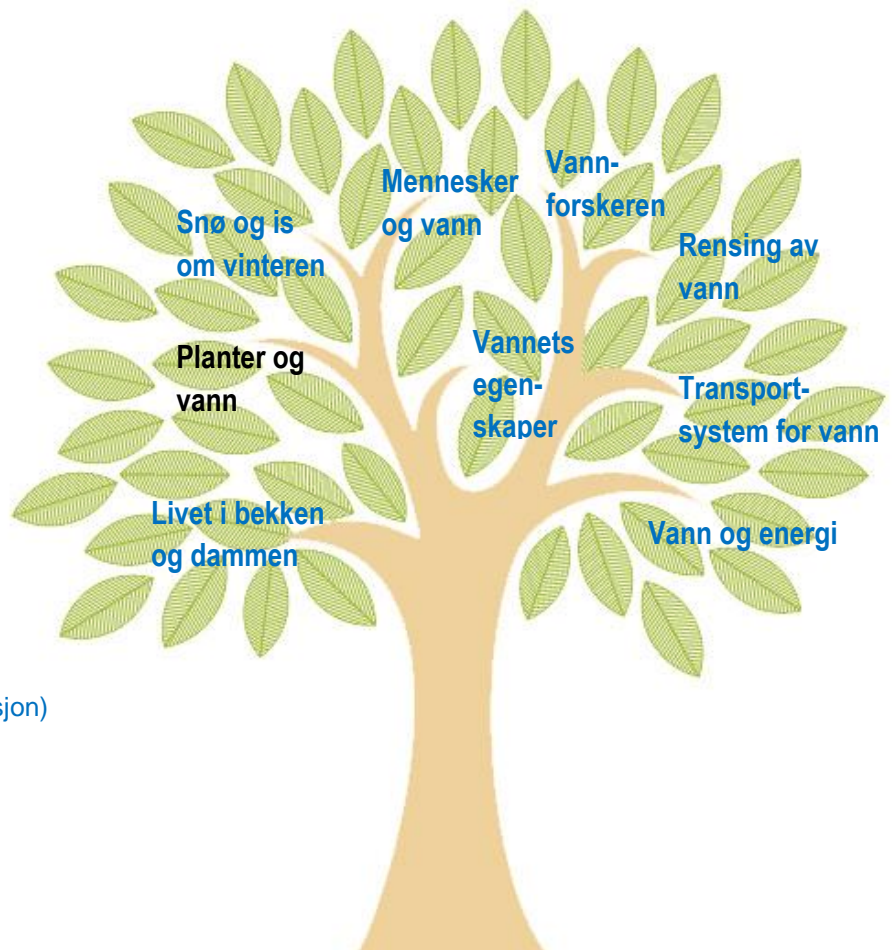 Vann-
forskeren
Mennesker
og vann
Snø og is
om vinteren
Rensing av
vann
Vannets
egen-
skaper
Planter og
vann
Transport-
system for vann
Livet i bekken
og dammen
Vann og energi
sjon)